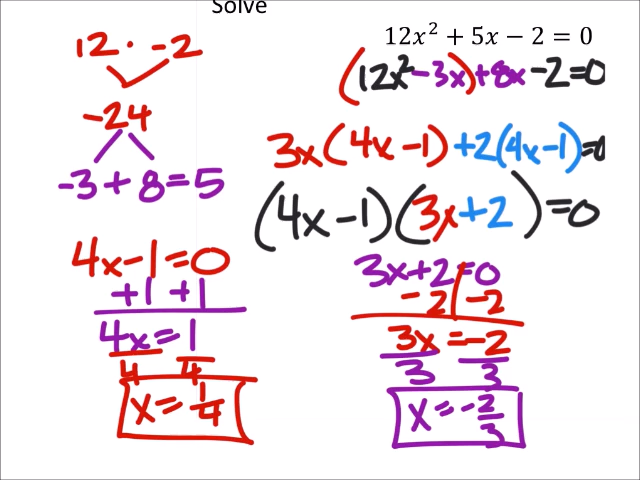 Solve
12x² + 5x − 2 = 0
12 · -2
(12x² - 3x) + 8x - 2 = 0
-24
3x(4x - 1) + 2(4x - 1) = 0
-3 + 8 = 5
(4x - 1)(3x + 2) = 0
4x - 1 = 0
+1 +1
4x = 1
4 4
x = 1/4
3x + 2 = 0
- 2 | - 2
3x = -2
3 3
x = -2/3